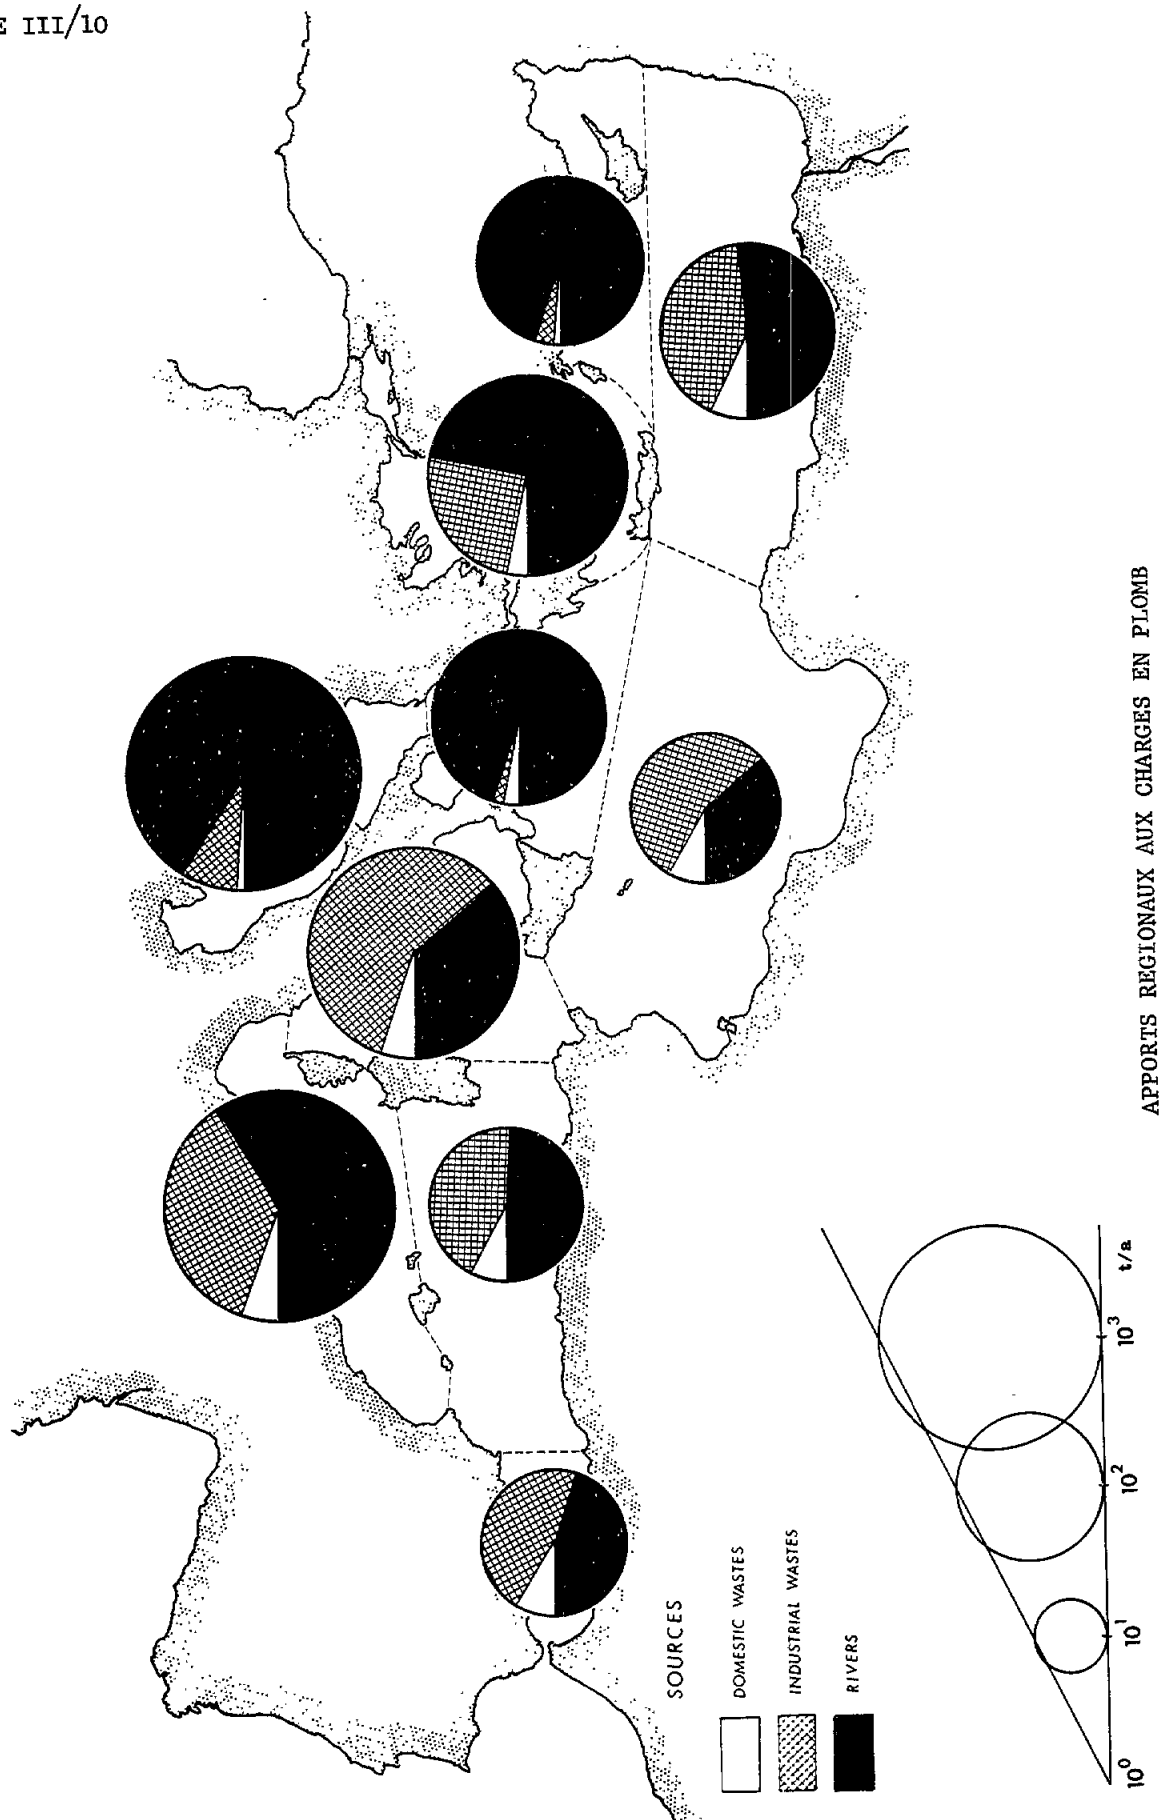 E III/10
SOURCES
DOMESTIC WASTES
INDUSTRIAL WASTES
RIVERS
10⁰
10¹
10²
10³
t/a
APPORTS REGIONAUX AUX CHARGES EN PLOMB